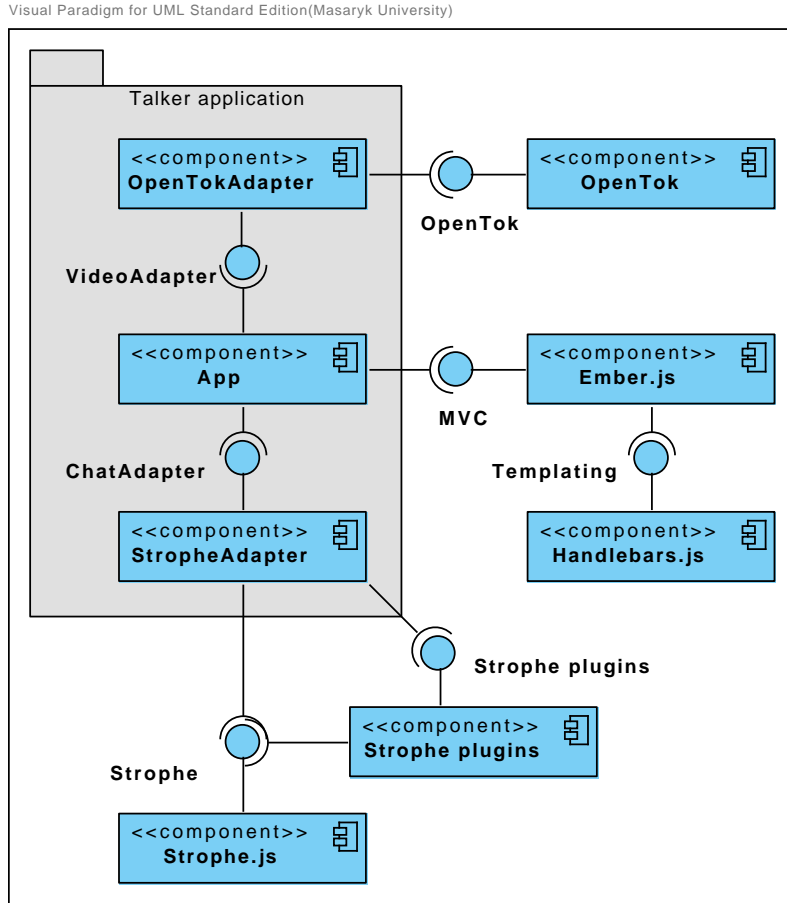 Visual Paradigm for UML Standard Edition(Masaryk University)
Talker application
<<component>>
OpenTokAdapter
<<component>>
OpenTok
OpenTok
VideoAdapter
<<component>>
App
<<component>>
Ember.js
MVC
ChatAdapter
Templating
<<component>>
StropheAdapter
<<component>>
Handlebars.js
Strophe plugins
<<component>>
Strophe plugins
Strophe
<<component>>
Strophe.js